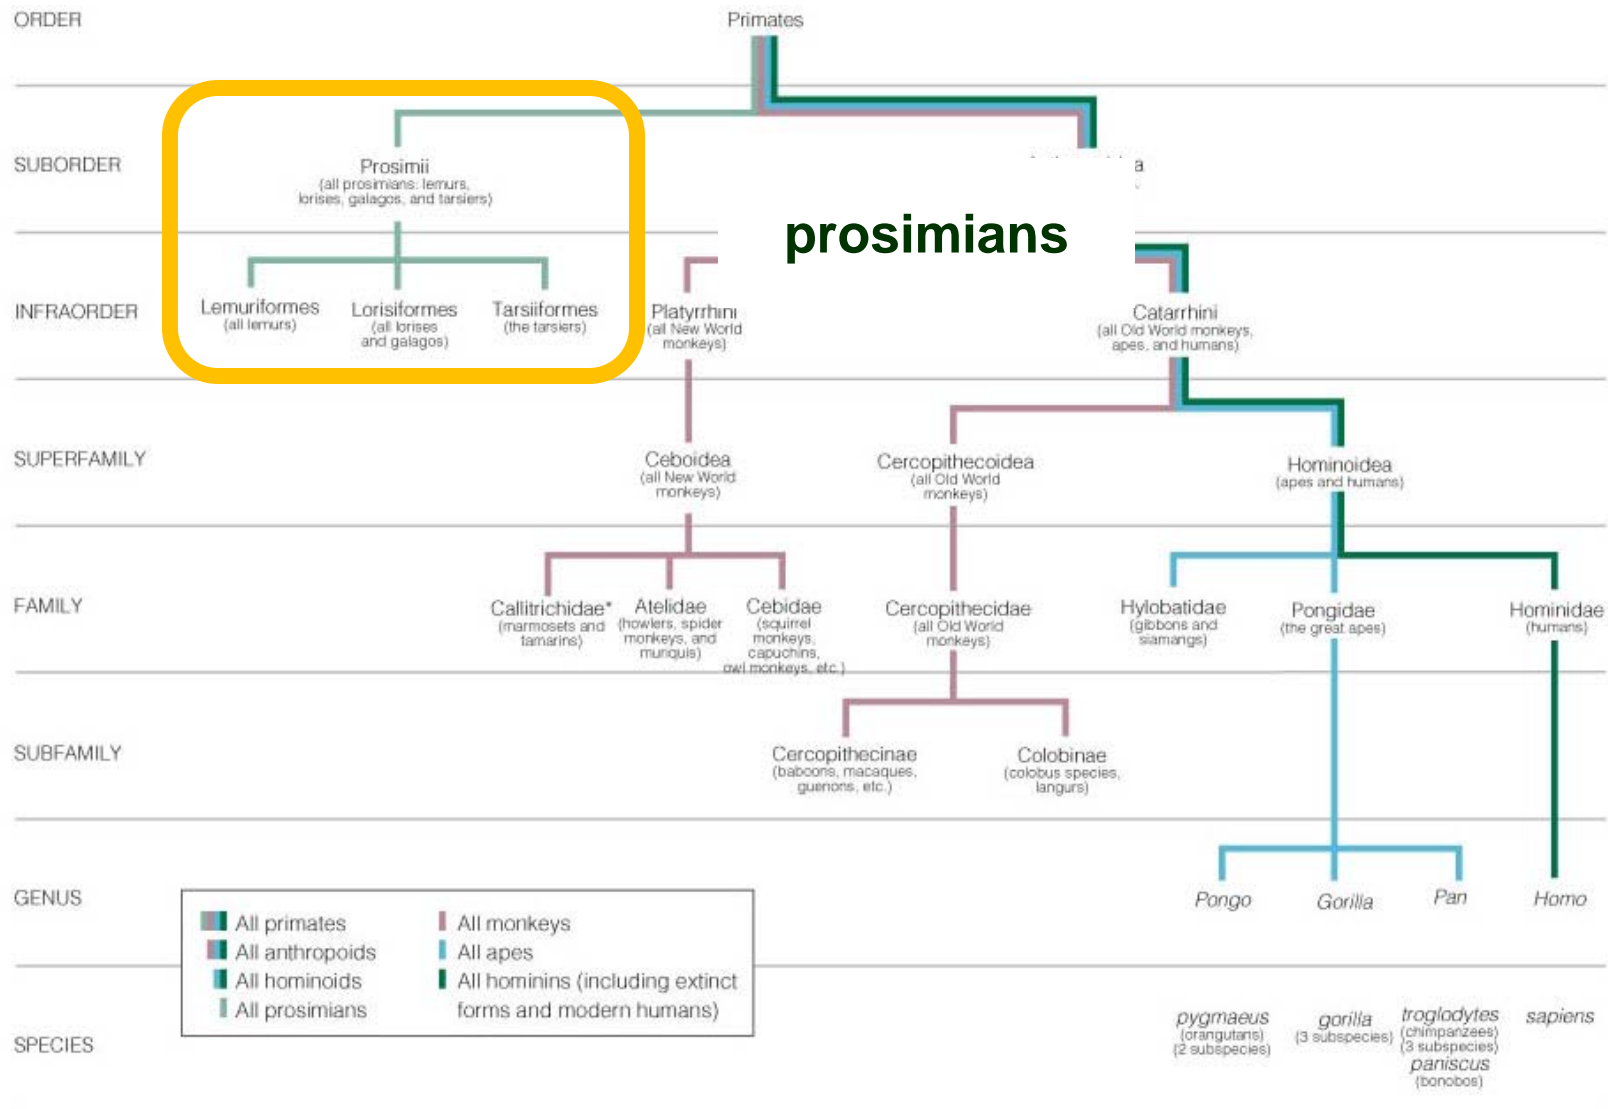 ORDER
Primates
SUBORDER
Prosimii
(all prosimians: lemurs,
lorises, galagos, and tarsiers)
prosimians
INFRAORDER
Lemuriformes
(all lemurs)
Lorisiformes
(all lorises
and galagos)
Tarsiiformes
(the tarsiers)
Platyrrhini
(all New World
monkeys)
Catarrhini
(all Old World monkeys,
apes, and humans)
SUPERFAMILY
Ceboidea
(all New World
monkeys)
Cercopithecoidea
(all Old World
monkeys)
Hominoidea
(apes and humans)
FAMILY
Callitrichidae*
(marmosets and
tamarins)
Atelidae
(howlers, spider
monkeys, and
muriquis)
Cebidae
(squirrel
monkeys,
capuchins,
owl monkeys, etc.)
Cercopithecidae
(all Old World
monkeys)
Hylobatidae
(gibbons and
siamangs)
Pongidae
(the great apes)
Hominidae
(humans)
SUBFAMILY
Cercopithecinae
(baboons, macaques,
guenons, etc.)
Colobinae
(colobus species,
langurs)
GENUS
Pongo
Gorilla
Pan
Homo
All primates
All anthropoids
All hominoids
All prosimians
All monkeys
All apes
All hominins (including extinct
forms and modern humans)
SPECIES
pygmaeus
(orangutans)
(2 subspecies)
gorilla
(3 subspecies)
troglodytes
(chimpanzees)
(3 subspecies)
paniscus
(bonobos)
sapiens